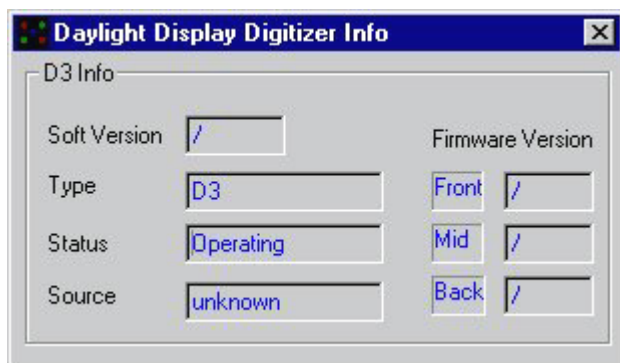 Daylight Display Digitizer Info
D3 Info
Soft Version /
Firmware Version
Type D3
Front /
Status Operating
Mid /
Source unknown
Back /